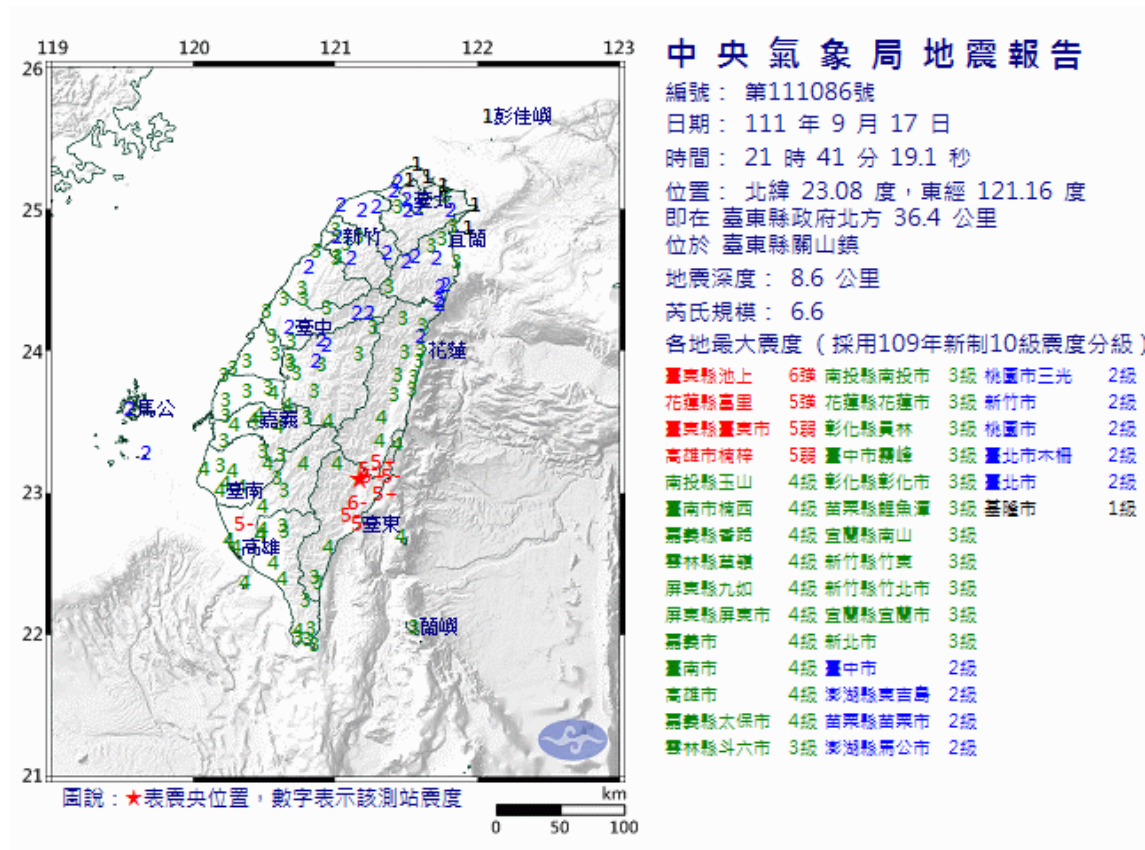 中央氣象局地震報告
編號： 第111086號
日期： 111 年 9 月 17 日
時間： 21 時 41 分 19.1 秒
位置： 北緯 23.08 度，東經 121.16 度
即在 臺東縣政府北方 36.4 公里
位於 臺東縣關山鎮
地震深度： 8.6 公里
芮氏規模： 6.6
各地最大震度（採用109年新制10級震度分級）
臺東縣池上 6強 南投縣南投市 3級 桃園市三光 2級
花蓮縣富里 5強 花蓮縣花蓮市 3級 新竹市 2級
臺東縣臺東市 5弱 彰化縣員林 3級 桃園市 2級
高雄市楠梓 5弱 臺中市霧峰 3級 臺北市木柵 2級
南投縣玉山 4級 彰化縣彰化市 3級 臺北市 2級
臺南市楠西 4級 苗栗縣鯉魚潭 3級 基隆市 1級
嘉義縣番路 4級 宜蘭縣南山 3級
雲林縣草嶺 4級 新竹縣竹東 3級
屏東縣九如 4級 新竹縣竹北市 3級
屏東縣屏東市 4級 宜蘭縣宜蘭市 3級
嘉義市 4級 新北市 3級
臺南市 4級 臺中市 2級
高雄市 4級 澎湖縣東吉島 2級
嘉義縣太保市 4級 苗栗縣苗栗市 2級
雲林縣斗六市 3級 澎湖縣馬公市 2級
119 120 121 122 123
26
25
24
23
22
21
1彭佳嶼
臺北
新竹
宜蘭
臺中
花蓮
馬公
嘉義
臺南
臺東
高雄
蘭嶼
圖說：★表震央位置，數字表示該測站震度
km
0 50 100